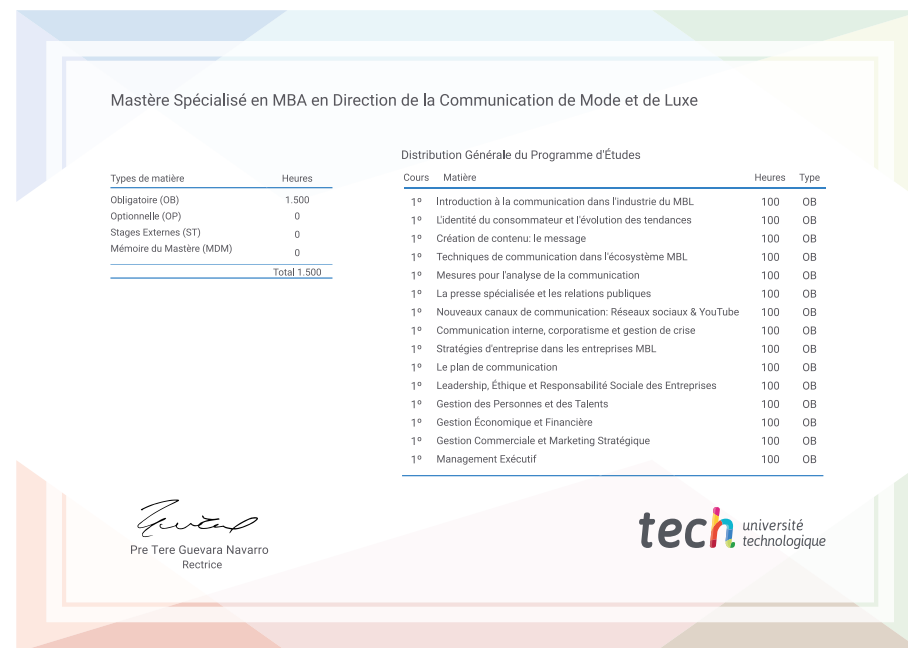 Mastère Spécialisé en MBA en Direction de la Communication de Mode et de Luxe
Types de matière Heures
Obligatoire (OB) 1.500
Optionnelle (OP) 0
Stages Externes (ST) 0
Mémoire du Mastère (MDM) 0
Total 1.500
Distribution Générale du Programme d'Études
Cours Matière Heures Type
1º Introduction à la communication dans l'industrie du MBL 100 OB
1º L'identité du consommateur et l'évolution des tendances 100 OB
1º Création de contenu: le message 100 OB
1º Techniques de communication dans l'écosystème MBL 100 OB
1º Mesures pour l'analyse de la communication 100 OB
1º La presse spécialisée et les relations publiques 100 OB
1º Nouveaux canaux de communication: Réseaux sociaux & YouTube 100 OB
1º Communication interne, corporatisme et gestion de crise 100 OB
1º Stratégies d'entreprise dans les entreprises MBL 100 OB
1º Le plan de communication 100 OB
1º Leadership, Éthique et Responsabilité Sociale des Entreprises 100 OB
1º Gestion des Personnes et des Talents 100 OB
1º Gestion Économique et Financière 100 OB
1º Gestion Commerciale et Marketing Stratégique 100 OB
1º Management Exécutif 100 OB
Pre Tere Guevara Navarro
Rectrice
tech université
technologique